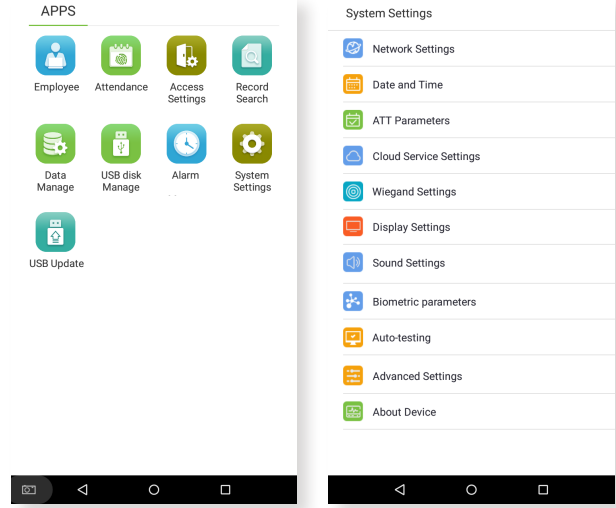 APPS
Employee
Attendance
Access
Settings
Record
Search
Data
Manage
USB disk
Manage
Alarm
System
Settings
USB Update
System Settings
Network Settings
Date and Time
ATT Parameters
Cloud Service Settings
Wiegand Settings
Display Settings
Sound Settings
Biometric parameters
Auto-testing
Advanced Settings
About Device